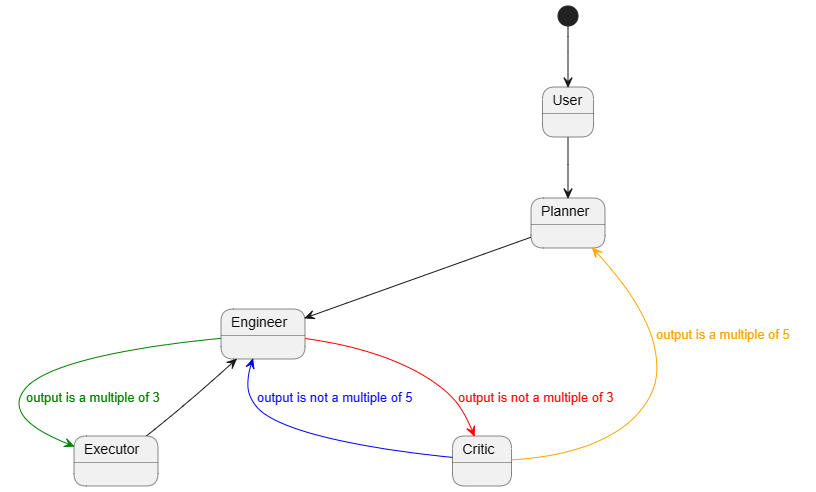 User
Planner
Engineer
output is a multiple of 5
output is a multiple of 3
output is not a multiple of 5
output is not a multiple of 3
Executor
Critic